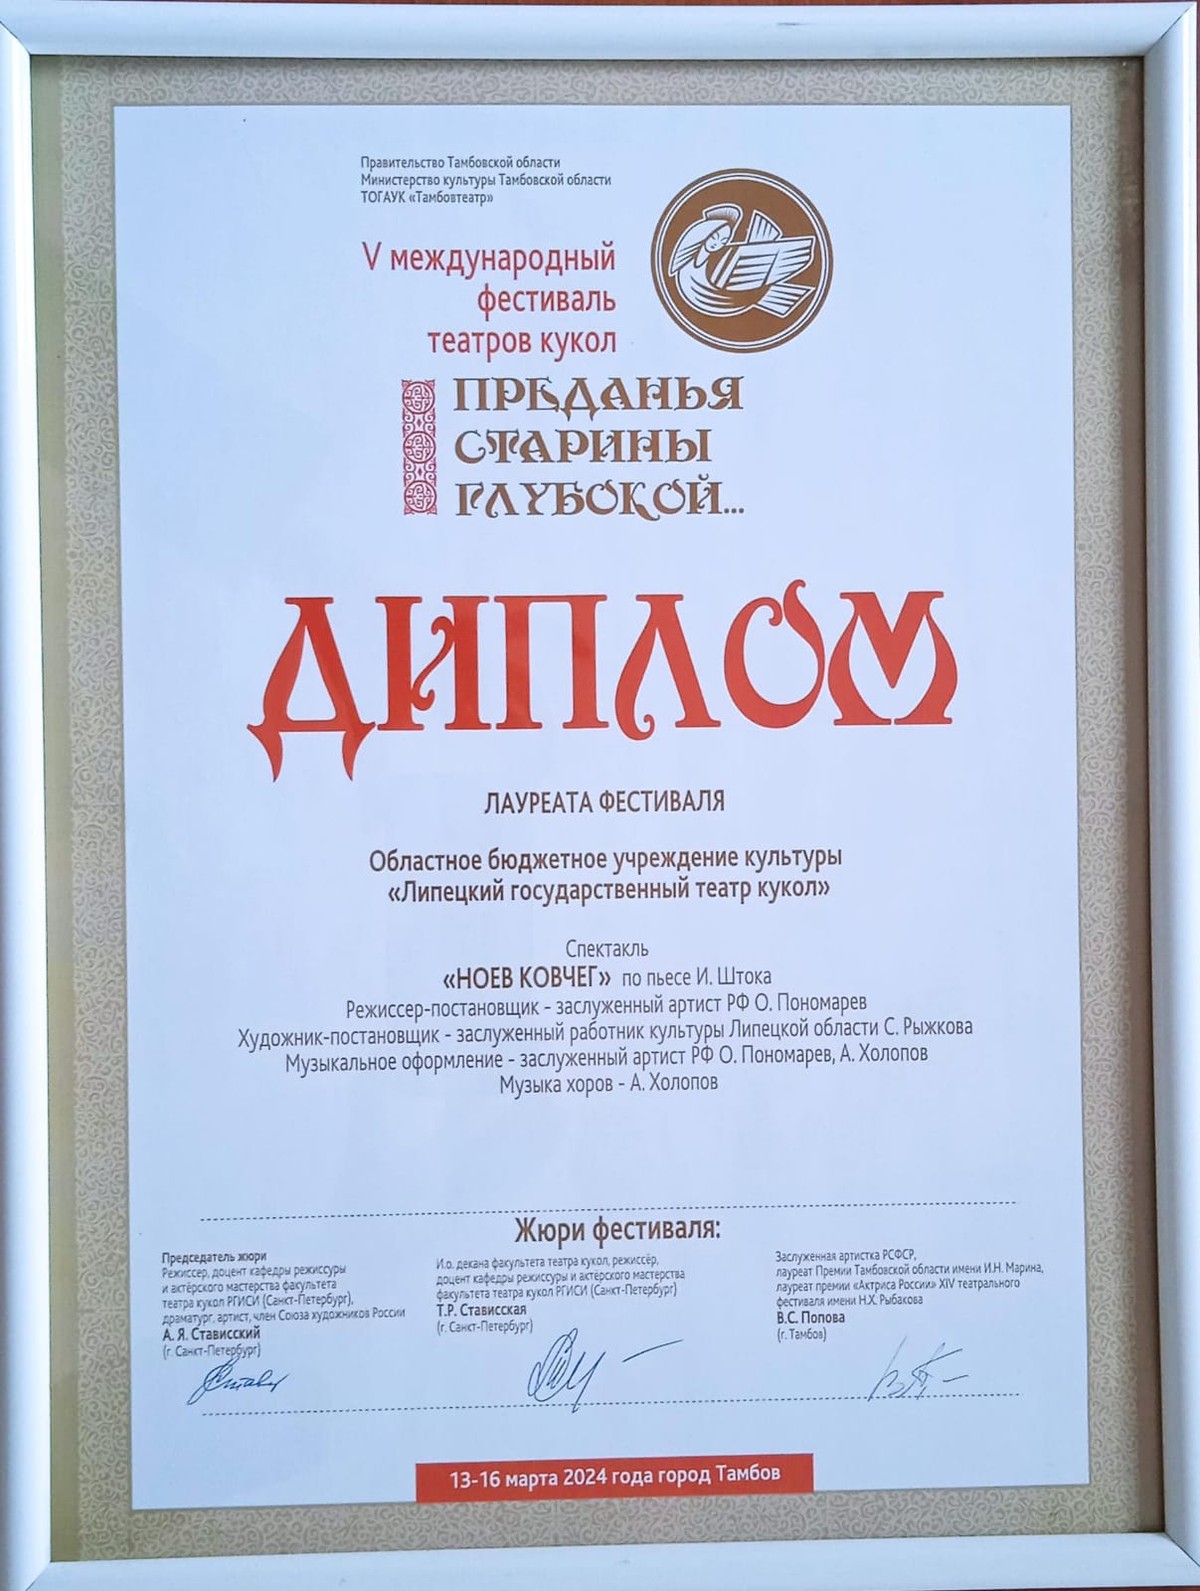 Правительство Тамбовской области
Министерство культуры Тамбовской области
ТОГАУК «Тамбовтеатр»
V международный
фестиваль
театров кукол
ПРЕДАНЬЯ
СТАРИНЫ
ГЛУБОКОЙ...
ДИПЛОМ
ЛАУРЕАТА ФЕСТИВАЛЯ
Областное бюджетное учреждение культуры
«Липецкий государственный театр кукол»
Спектакль
«НОЕВ КОВЧЕГ» по пьесе И. Штока
Режиссер-постановщик - заслуженный артист РФ О. Пономарев
Художник-постановщик - заслуженный работник культуры Липецкой области С. Рыжкова
Музыкальное оформление - заслуженный артист РФ О. Пономарев, А. Холопов
Музыка хоров - А. Холопов
Жюри фестиваля:
Председатель жюри
Режиссер, доцент кафедры режиссуры
и актёрского мастерства факультета
театра кукол РГИСИ (Санкт-Петербург),
драматург, артист, член Союза художников России
А. Я. Стависский
(г. Санкт-Петербург)
И.о. декана факультета театра кукол, режиссёр,
доцент кафедры режиссуры и актёрского мастерства
факультета театра кукол РГИСИ (Санкт-Петербург)
Т.Р. Стависская
(г. Санкт-Петербург)
Заслуженная артистка РСФСР,
лауреат Премии Тамбовской области имени И.Н. Марина,
лауреат премии «Актриса России» XIV театрального
фестиваля имени Н.Х. Рыбакова
В.С. Попова
(г. Тамбов)
13-16 марта 2024 года город Тамбов